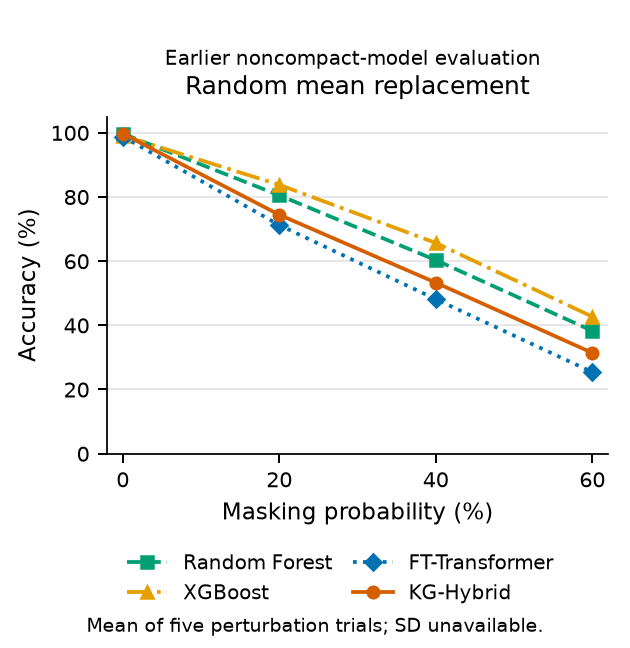 Earlier noncompact-model evaluation
Random mean replacement
100
80
60
40
20
0
Accuracy (%)
0 20 40 60
Masking probability (%)
Random Forest FT-Transformer
XGBoost KG-Hybrid
Mean of five perturbation trials; SD unavailable.